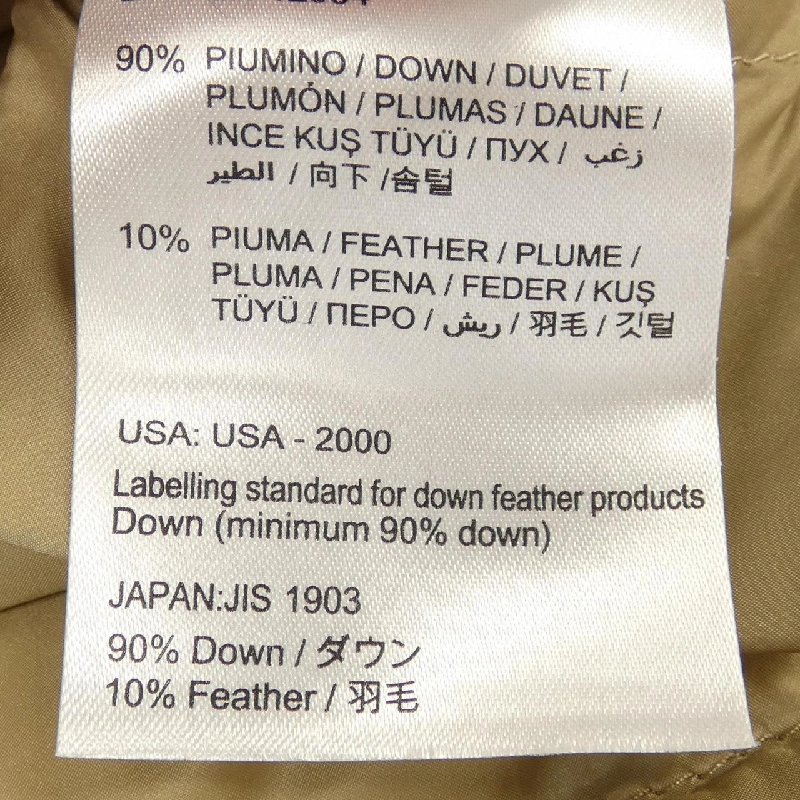 90% PIUMINO / DOWN / DUVET /
PLUMÓN / PLUMAS / DAUNE /
INCE KUŞ TÜYÜ / ПУХ / زغب
الطير / 向下 /솜털
10% PIUMA / FEATHER / PLUME /
PLUMA / PENA / FEDER / KUŞ
TÜYÜ / ПЕРО / ريش / 羽毛 / 깃털
USA: USA - 2000
Labelling standard for down feather products
Down (minimum 90% down)
JAPAN:JIS 1903
90% Down / ダウン
10% Feather / 羽毛